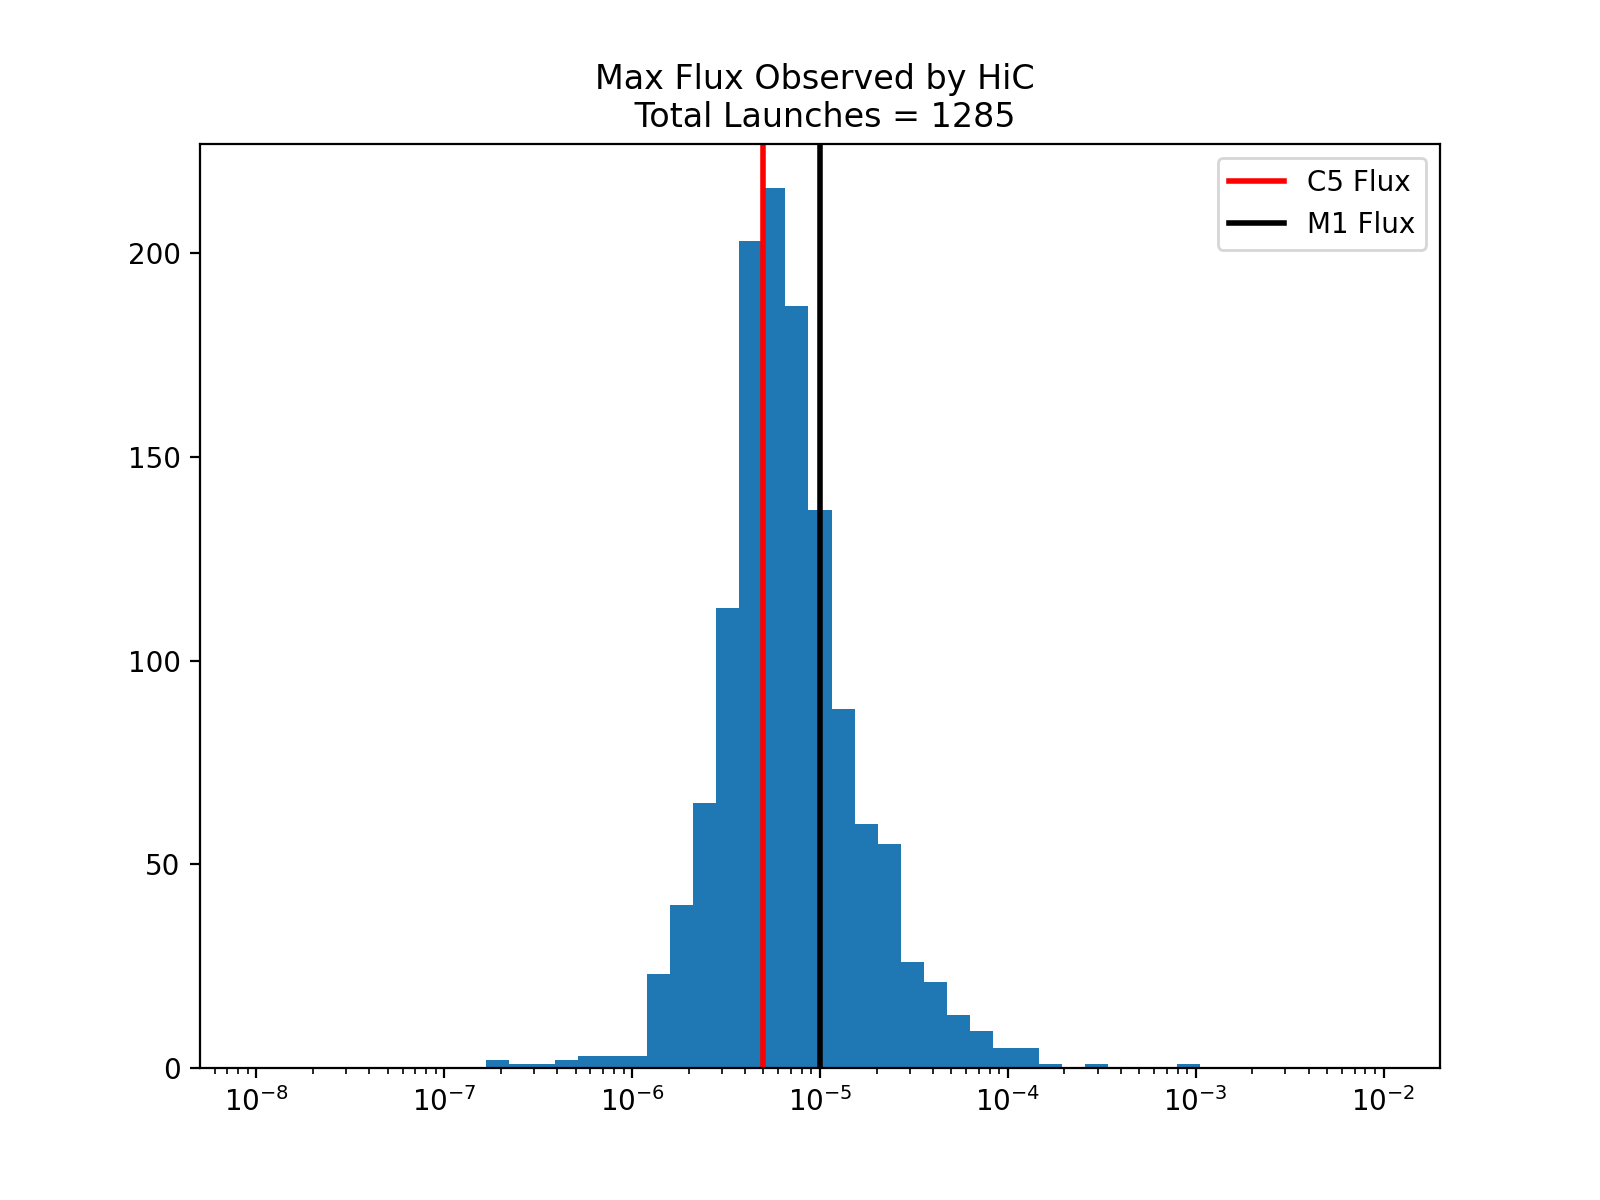 Max Flux Observed by HiC
Total Launches = 1285
C5 Flux
M1 Flux
200
150
100
50
0
10⁻⁸ 10⁻⁷ 10⁻⁶ 10⁻⁵ 10⁻⁴ 10⁻³ 10⁻²